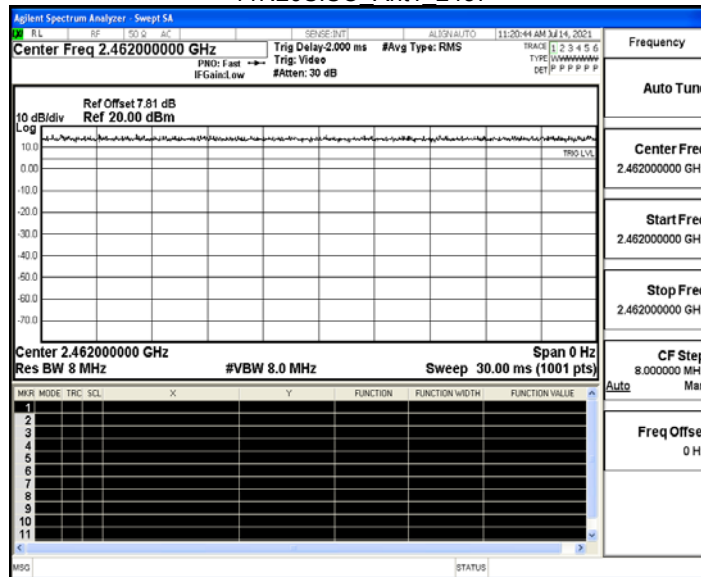 Agilent Spectrum Analyzer - Swept SA
RL RF 50 Ω AC SENSE:INT ALIGNAUTO 11:20:44 AM Jul 14, 2021
Center Freq 2.462000000 GHz
PNO: Fast
IFGain:Low
Trig Delay-2.000 ms
Trig: Video
#Atten: 30 dB
#Avg Type: RMS
TRACE 1 2 3 4 5 6
TYPE
DET P P P P P P
Frequency
Ref Offset 7.81 dB
10 dB/div Ref 20.00 dBm
Log
10.0
0.00
-10.0
-20.0
-30.0
-40.0
-50.0
-60.0
-70.0
TRIG LVL
Center 2.462000000 GHz Span 0 Hz
Res BW 8 MHz #VBW 8.0 MHz Sweep 30.00 ms (1001 pts)
MKR MODE TRC SCL X Y FUNCTION FUNCTION WIDTH FUNCTION VALUE
1
2
3
4
5
6
7
8
9
10
11
MSG STATUS
Auto Tun
Center Fre
2.462000000 GH
Start Fre
2.462000000 GH
Stop Fre
2.462000000 GH
CF Step
8.000000 MH
Auto Ma
Freq Offse
0 H